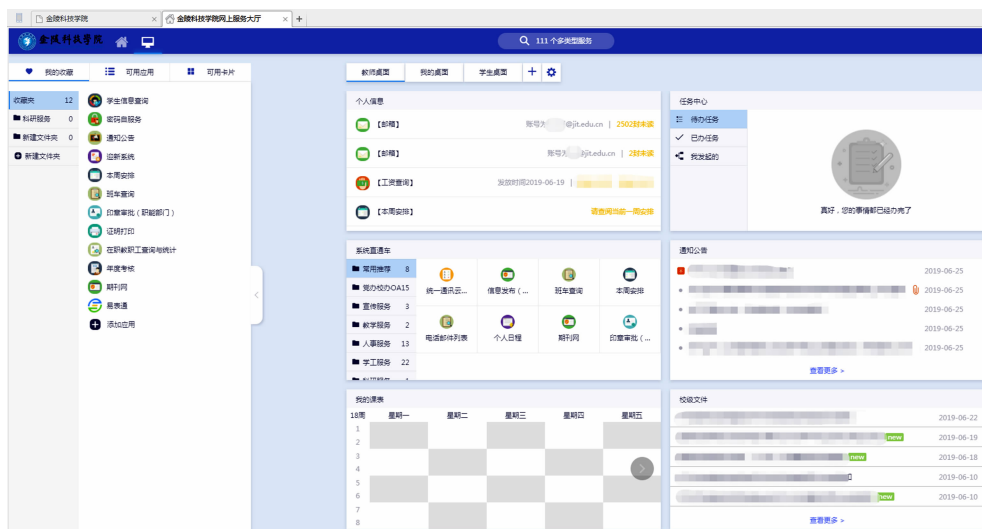 金陵科技学院 × 金陵科技学院网上服务大厅 × +
金陵科技学院 111 个多类型服务
我的收藏 可用应用 可用卡片
收藏夹 12
科研服务 0
新建文件夹 0
新建文件夹
学生信息查询
密码自服务
通知公告
迎新系统
本周安排
班车查询
印章审批(职能部门)
证明打印
在职教职工查询与统计
年度考核
期刊网
易表通
添加应用
教师桌面 我的桌面 学生桌面 +
个人信息
【邮箱】 账号为 @jit.edu.cn | 2502封未读
【邮箱】 账号为 @jit.edu.cn | 2封未读
【工资查询】 发放时间2019-06-19 |
【本周安排】 请查阅当前一周安排
任务中心
待办任务
已办任务
我发起的
真好,您的事情都已经办完了
系统直通车
常用推荐 8
党办校办OA 15
宣传服务 3
教学服务 2
人事服务 13
学工服务 22
统一通讯云... 信息发布(... 班车查询 本周安排
电话邮件列表 个人日程 期刊网 印章审批(...
通知公告
2019-06-25
2019-06-25
2019-06-25
2019-06-25
2019-06-25
查看更多 >
我的课表
18周 星期一 星期二 星期三 星期四 星期五
1
2
3
4
5
6
7
8
校级文件
2019-06-22
new 2019-06-19
new 2019-06-18
2019-06-10
new 2019-06-10
查看更多 >